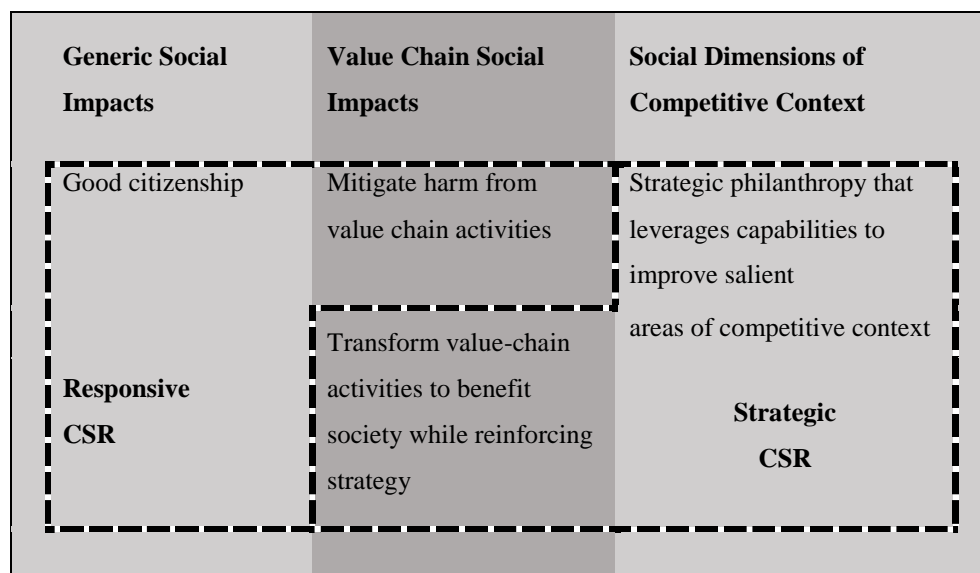 Generic Social
Impacts
Value Chain Social
Impacts
Social Dimensions of
Competitive Context
Good citizenship
Responsive
CSR
Mitigate harm from
value chain activities
Transform value-chain
activities to benefit
society while reinforcing
strategy
Strategic philanthropy that
leverages capabilities to
improve salient
areas of competitive context
Strategic
CSR